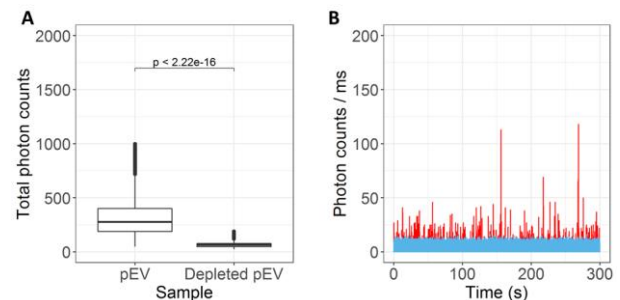 A
Total photon counts
2000
1500
1000
500
0
p < 2.22e-16
pEV
Depleted pEV
Sample
B
Photon counts / ms
200
150
100
50
0
0
100
200
300
Time (s)